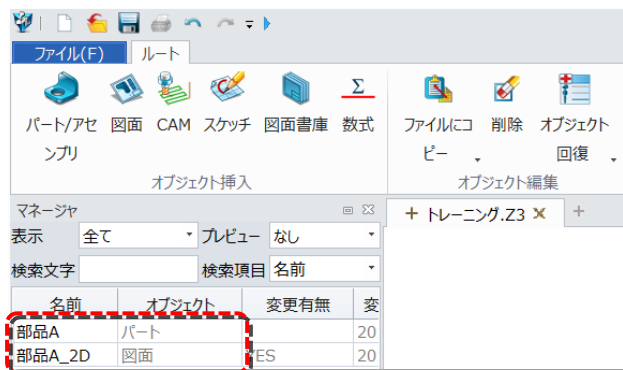 ファイル(F) ルート
パート/アセンブリ 図面 CAM スケッチ 図面書庫 数式 ファイルにコピー 削除 オブジェクト回復
オブジェクト挿入 オブジェクト編集
マネージャ
+ トレーニング.Z3
表示 全て プレビュー なし
検索文字 検索項目 名前
名前 オブジェクト 変更有無 変
部品A パート 20
部品A_2D 図面 YES 20